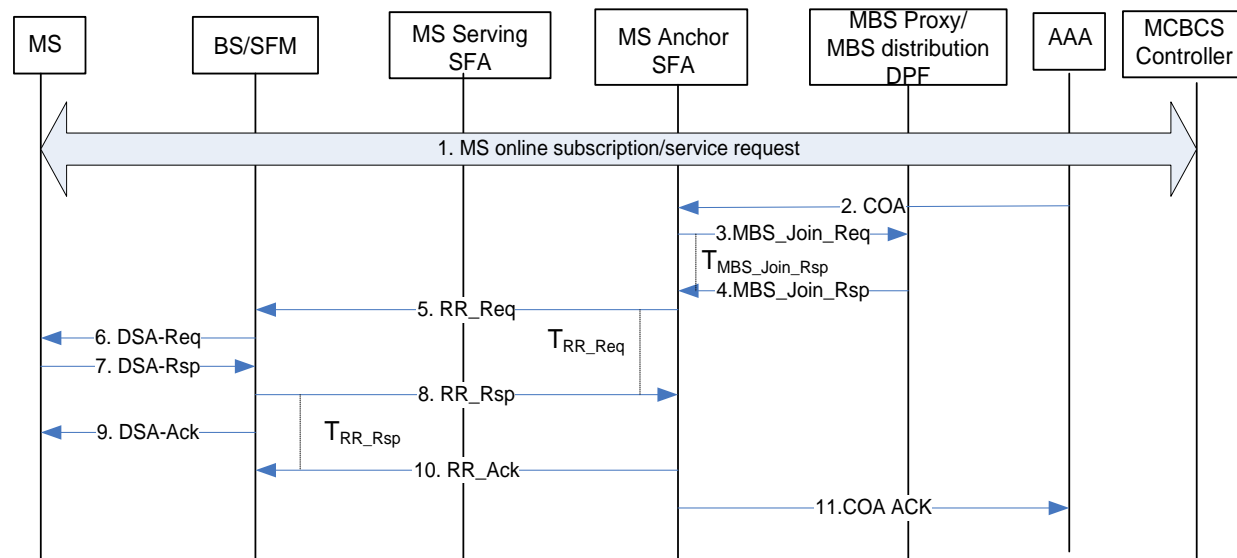 MS
BS/SFM
MS Serving
SFA
MS Anchor
SFA
MBS Proxy/
MBS distribution
DPF
AAA
MCBCS
Controller
1. MS online subscription/service request
2. COA
3.MBS_Join_Req
TMBS_Join_Rsp
4.MBS_Join_Rsp
5. RR_Req
6. DSA-Req
TRR_Req
7. DSA-Rsp
8. RR_Rsp
9. DSA-Ack
TRR_Rsp
10. RR_Ack
11.COA ACK